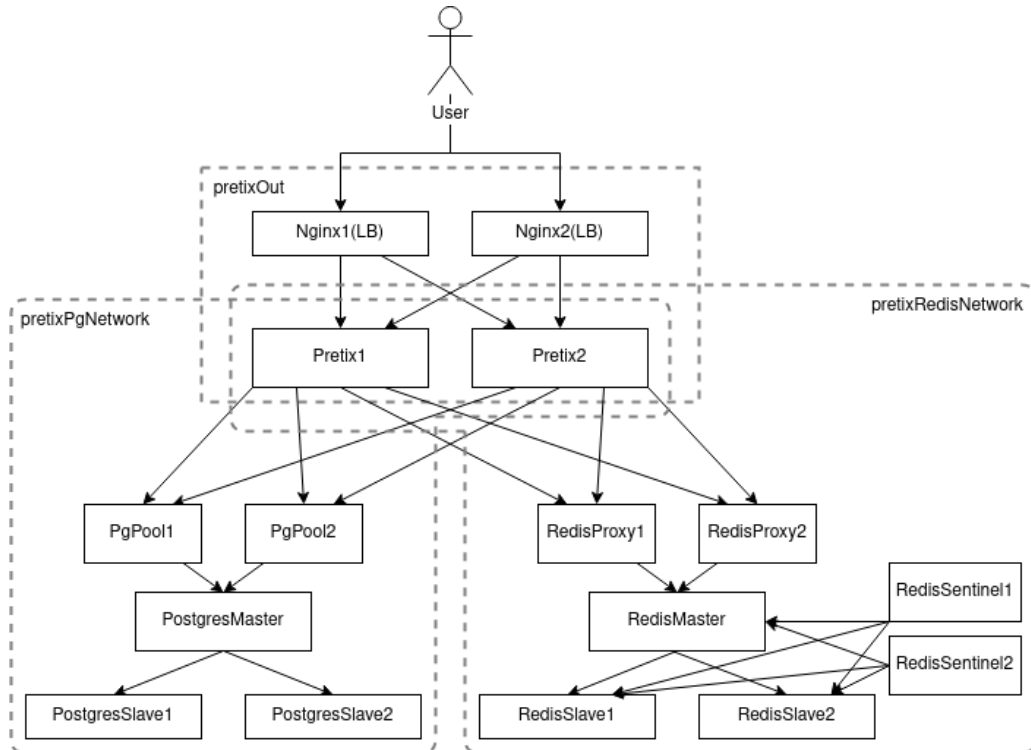 User
pretixOut
Nginx1(LB)
Nginx2(LB)
pretixPgNetwork
pretixRedisNetwork
Pretix1
Pretix2
PgPool1
PgPool2
RedisProxy1
RedisProxy2
PostgresMaster
RedisMaster
RedisSentinel1
RedisSentinel2
PostgresSlave1
PostgresSlave2
RedisSlave1
RedisSlave2